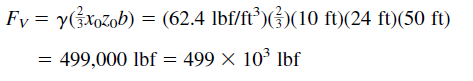 F_V = γ(⅔x₀z₀b) = (62.4 lbf/ft³)(⅔)(10 ft)(24 ft)(50 ft)
= 499,000 lbf = 499 × 10³ lbf